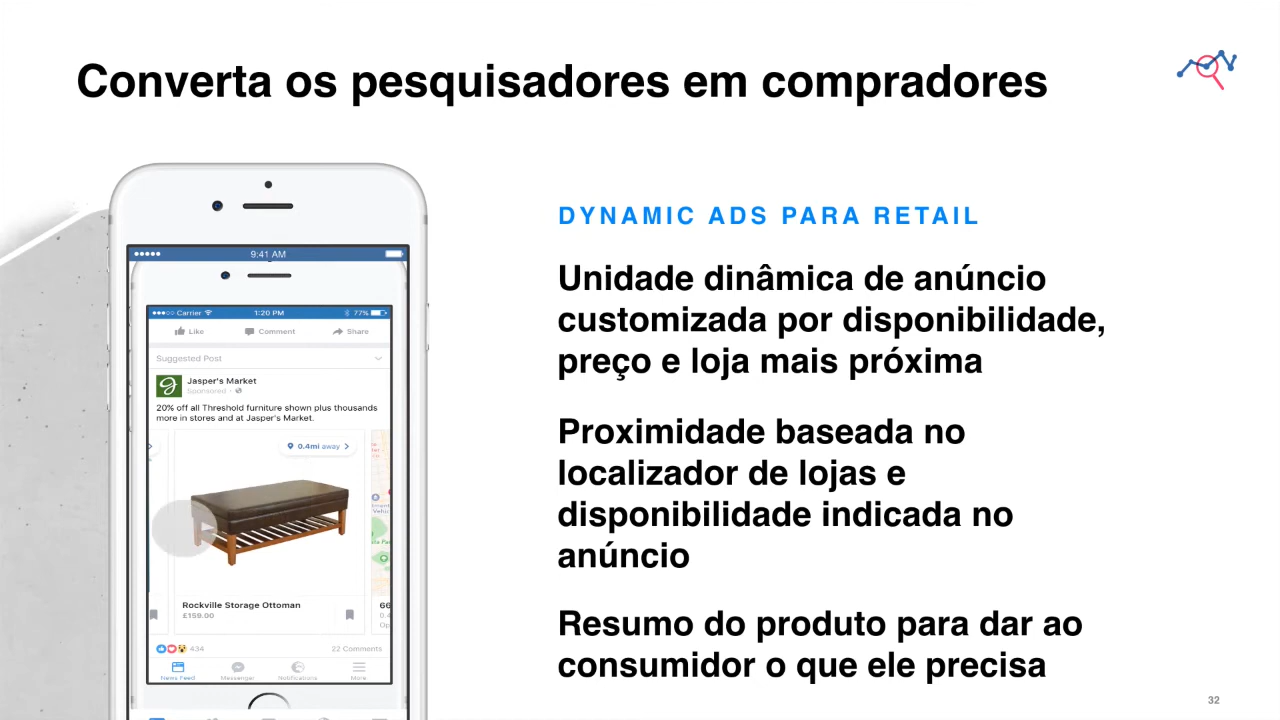 Converta os pesquisadores em compradores
9:41 AM
Carrier
1:20 PM
77%
Like
Comment
Share
Suggested Post
Jasper's Market
Sponsored
20% off all Threshold furniture shown plus thousands
more in stores and at Jasper's Market.
0.4mi away
Rockville Storage Ottoman
£159.00
66
0.4
Op
434
22 Comments
News Feed
Messenger
Notifications
More
DYNAMIC ADS PARA RETAIL
Unidade dinâmica de anúncio
customizada por disponibilidade,
preço e loja mais próxima
Proximidade baseada no
localizador de lojas e
disponibilidade indicada no
anúncio
Resumo do produto para dar ao
consumidor o que ele precisa
32